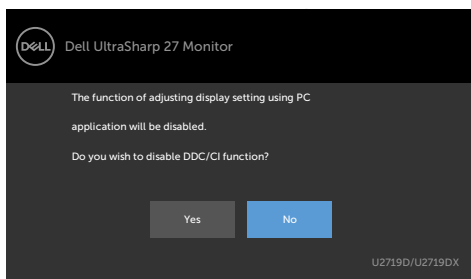 DELL
Dell UltraSharp 27 Monitor
The function of adjusting display setting using PC
application will be disabled.
Do you wish to disable DDC/CI function?
Yes
No
U2719D/U2719DX